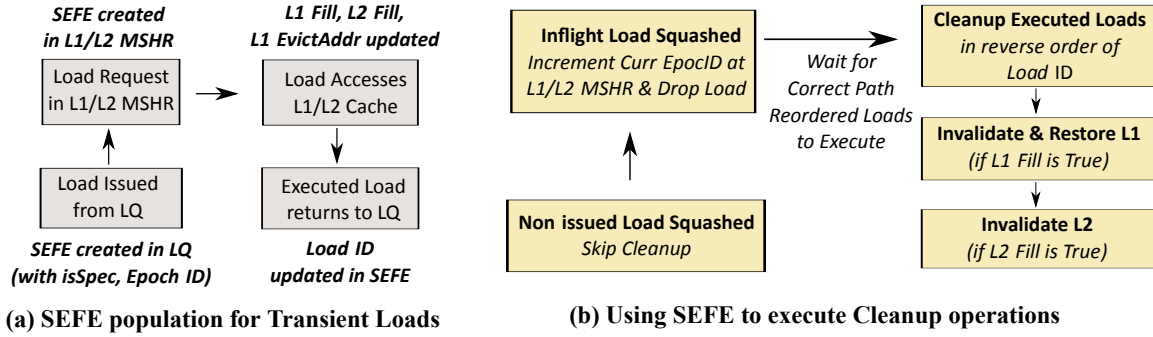 SEFE created
in L1/L2 MSHR
Load Request
in L1/L2 MSHR
Load Issued
from LQ
SEFE created in LQ
(with isSpec, Epoch ID)
L1 Fill, L2 Fill,
L1 EvictAddr updated
Load Accesses
L1/L2 Cache
Executed Load
returns to LQ
Load ID
updated in SEFE
(a) SEFE population for Transient Loads
Inflight Load Squashed
Increment Curr EpocID at
L1/L2 MSHR & Drop Load
Non issued Load Squashed
Skip Cleanup
Wait for
Correct Path
Reordered Loads
to Execute
Cleanup Executed Loads
in reverse order of
Load ID
Invalidate & Restore L1
(if L1 Fill is True)
Invalidate L2
(if L2 Fill is True)
(b) Using SEFE to execute Cleanup operations